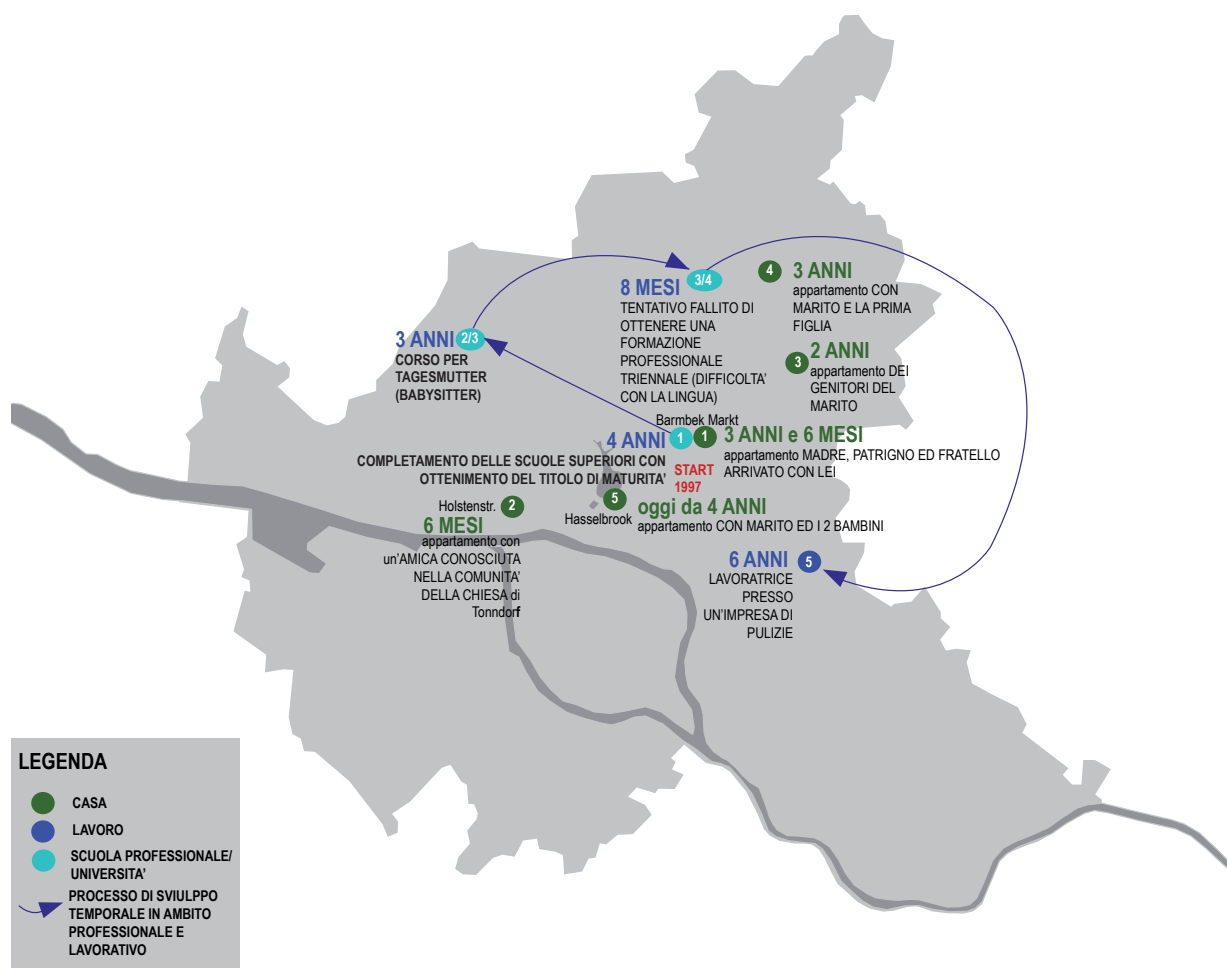 4
3 ANNI
appartamento CON
MARITO E LA PRIMA
FIGLIA
3/4
8 MESI
TENTATIVO FALLITO DI
OTTENERE UNA
FORMAZIONE
PROFESSIONALE
TRIENNALE (DIFFICOLTA'
CON LA LINGUA)
3 ANNI
2/3
CORSO PER
TAGESMUTTER
(BABYSITTER)
3
2 ANNI
appartamento DEI
GENITORI DEL
MARITO
Barmbek Markt
4 ANNI
1
1
3 ANNI e 6 MESI
appartamento MADRE, PATRIGNO ED FRATELLO
ARRIVATO CON LEI
COMPLETAMENTO DELLE SCUOLE SUPERIORI CON
OTTENIMENTO DEL TITOLO DI MATURITA'
START
1997
Holstenstr.
2
6 MESI
appartamento con
un'AMICA CONOSCIUTA
NELLA COMUNITA'
DELLA CHIESA di
Tonndorf
5
Hasselbrook
oggi da 4 ANNI
appartamento CON MARITO ED I 2 BAMBINI
6 ANNI
5
LAVORATRICE
PRESSO
UN'IMPRESA DI
PULIZIE
LEGENDA
CASA
LAVORO
SCUOLA PROFESSIONALE/
UNIVERSITA'
PROCESSO DI SVIULPPO
TEMPORALE IN AMBITO
PROFESSIONALE E
LAVORATIVO